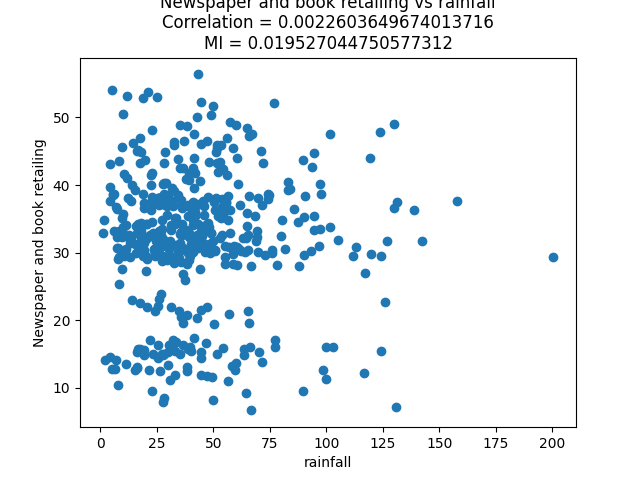 Newspaper and book retailing vs rainfall
Correlation = 0.0022603649674013716
MI = 0.019527044750577312
Newspaper and book retailing
50
40
30
20
10
0
25
50
75
100
125
150
175
200
rainfall